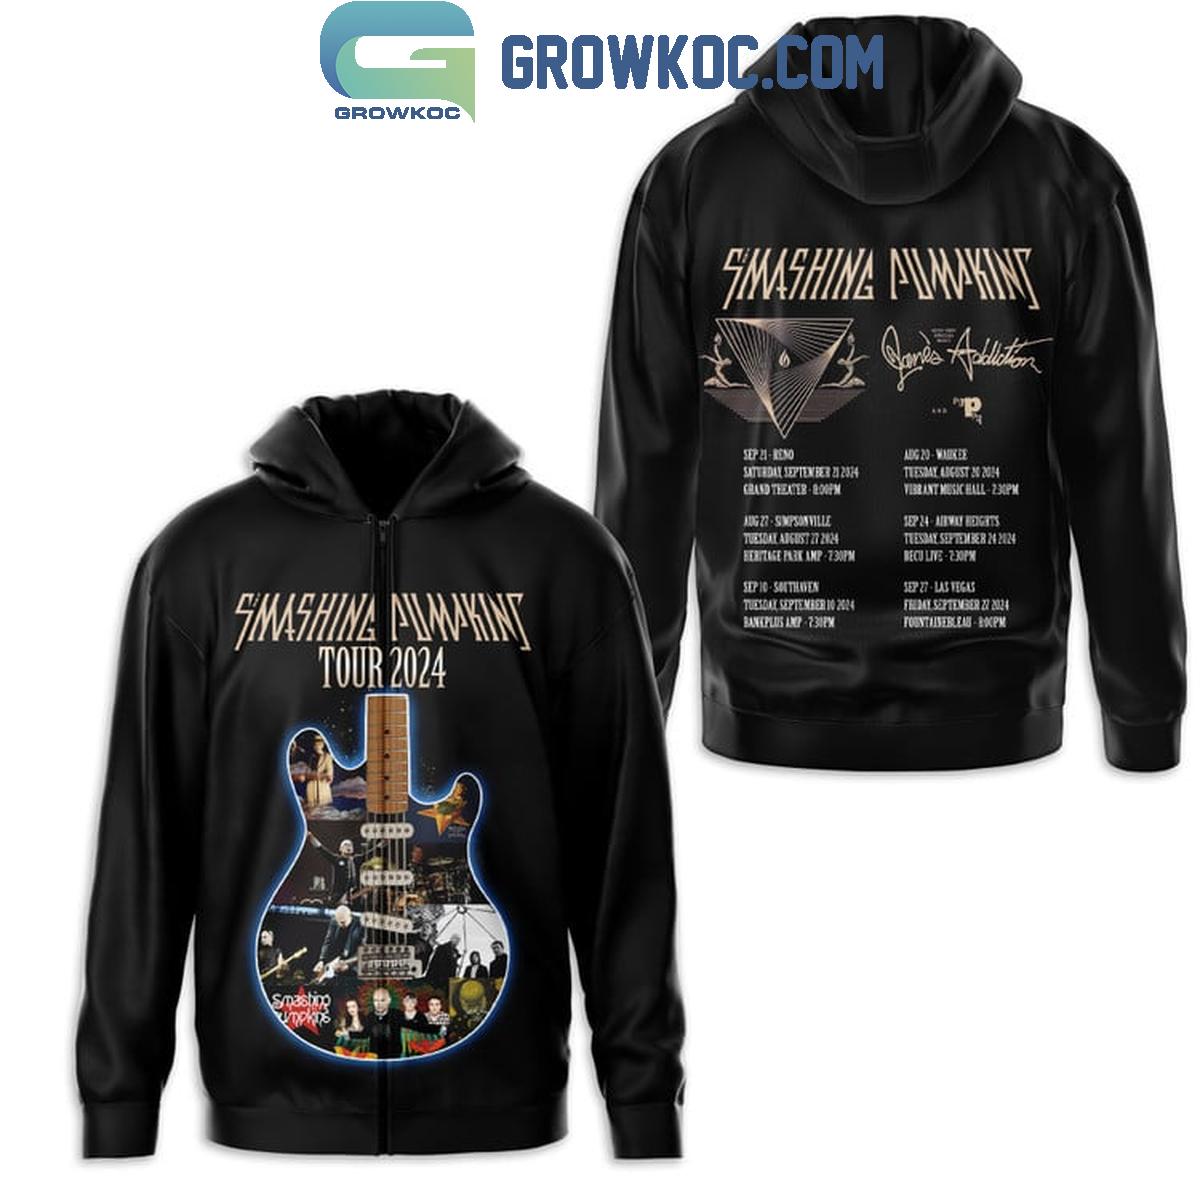 GROWKOC
GROWKOC.COM
THE
SMASHING PUMPKINS
Jane's Addiction
AND
SEP 21 - RENO
SATURDAY, SEPTEMBER 21 2024
GRAND THEATER - 8:00PM
AUG 20 - WAUKEE
TUESDAY, AUGUST 20 2024
VIBRANT MUSIC HALL - 7:30PM
AUG 27 - SIMPSONVILLE
TUESDAY, AUGUST 27 2024
HERITAGE PARK AMP - 7:30PM
SEP 24 - AIRWAY HEIGHTS
TUESDAY, SEPTEMBER 24 2024
BECU LIVE - 7:30PM
SEP 10 - SOUTHAVEN
TUESDAY, SEPTEMBER 10 2024
BANKPLUS AMP - 7:30PM
SEP 27 - LAS VEGAS
FRIDAY, SEPTEMBER 27 2024
FOUNTAINEBLEAU - 8:00PM
THE
SMASHING PUMPKINS
TOUR 2024
Smashing
Pumpkins